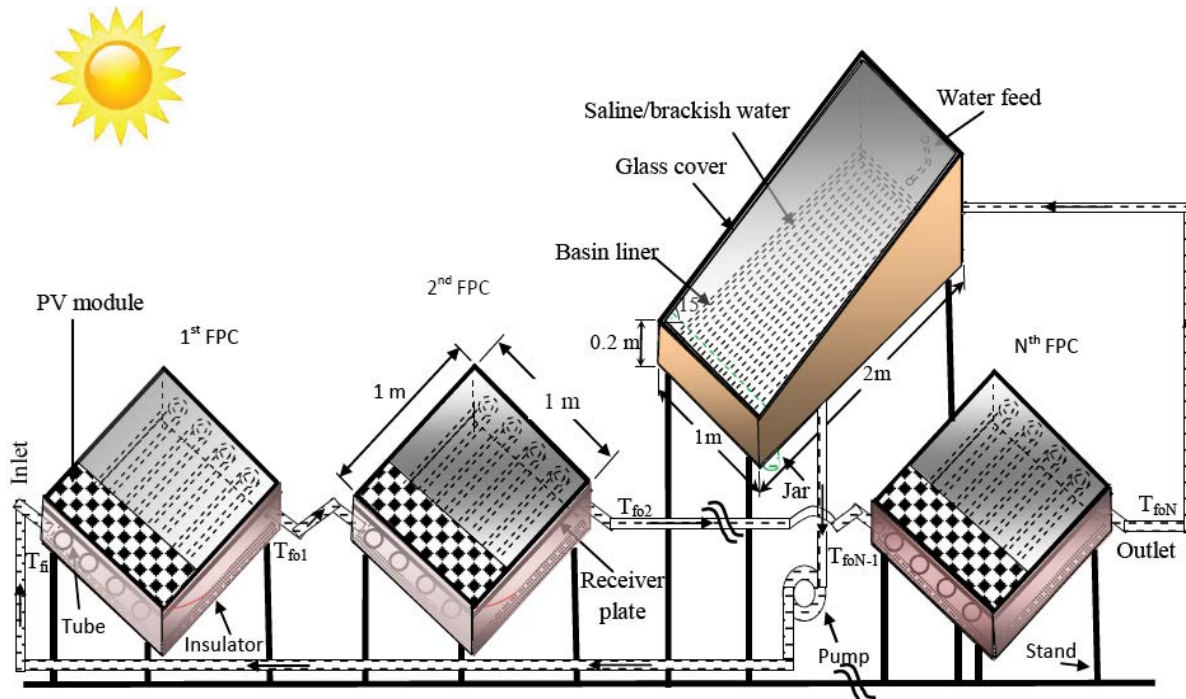 Water feed
Saline/brackish water
Glass cover
Basin liner
15°
PV module
1st FPC
2nd FPC
0.2 m
Nth FPC
1 m
1 m
2m
1m
Jar
Inlet
Tfi
Tfo1
Tfo2
TfoN-1
TfoN
Outlet
Tube
Insulator
Receiver
plate
Pump
Stand